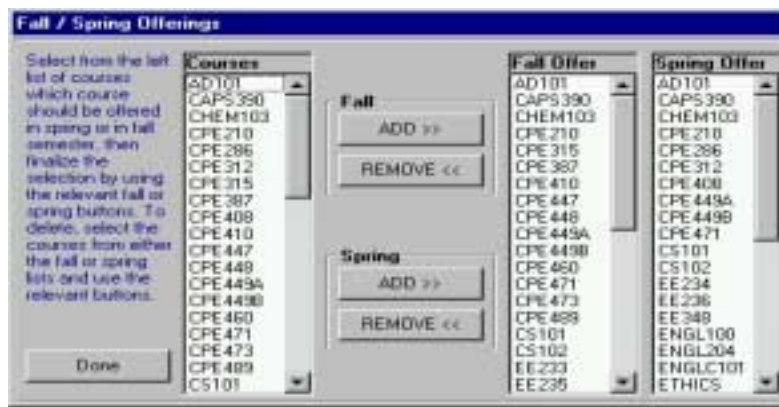 Fall / Spring Offerings
Select from the left
list of courses
which course
should be offered
in spring or in fall
semester, then
finalize the
selection by using
the relevant fall or
spring buttons. To
delete, select the
courses from either
the fall or spring
lists and use the
relevant buttons.
Done
Courses
AD101
CAPS390
CHEM103
CPE210
CPE286
CPE312
CPE315
CPE387
CPE408
CPE410
CPE447
CPE448
CPE449A
CPE449B
CPE460
CPE471
CPE473
CPE489
CS101
Fall
ADD >>
REMOVE <<
Spring
ADD >>
REMOVE <<
Fall Offer
AD101
CAPS390
CHEM103
CPE210
CPE315
CPE387
CPE410
CPE447
CPE448
CPE449A
CPE449B
CPE460
CPE471
CPE473
CPE489
CS101
CS102
EE233
EE235
Spring Offer
AD101
CAPS390
CHEM103
CPE210
CPE286
CPE312
CPE408
CPE449A
CPE449B
CPE471
CS101
CS102
EE234
EE236
EE348
ENGL100
ENGL204
ENGLC101
ETHICS